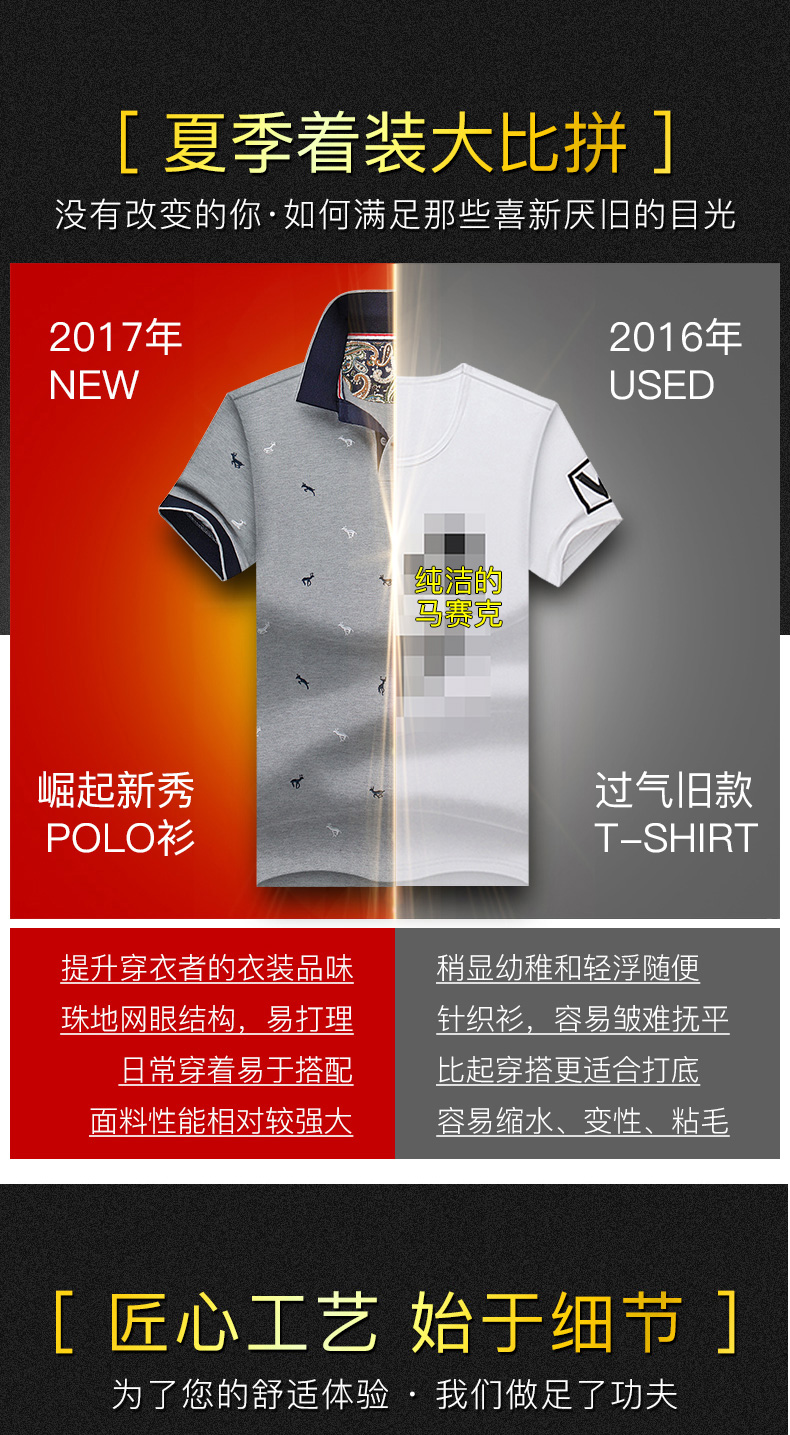 [ 夏季着装大比拼 ]
没有改变的你·如何满足那些喜新厌旧的目光
2017年
NEW
2016年
USED
纯洁的
马赛克
崛起新秀
POLO衫
过气旧款
T-SHIRT
提升穿衣者的衣装品味
珠地网眼结构，易打理
日常穿着易于搭配
面料性能相对较强大
稍显幼稚和轻浮随便
针织衫，容易皱难抚平
比起穿搭更适合打底
容易缩水、变性、粘毛
[ 匠心工艺 始于细节 ]
为了您的舒适体验 · 我们做足了功夫